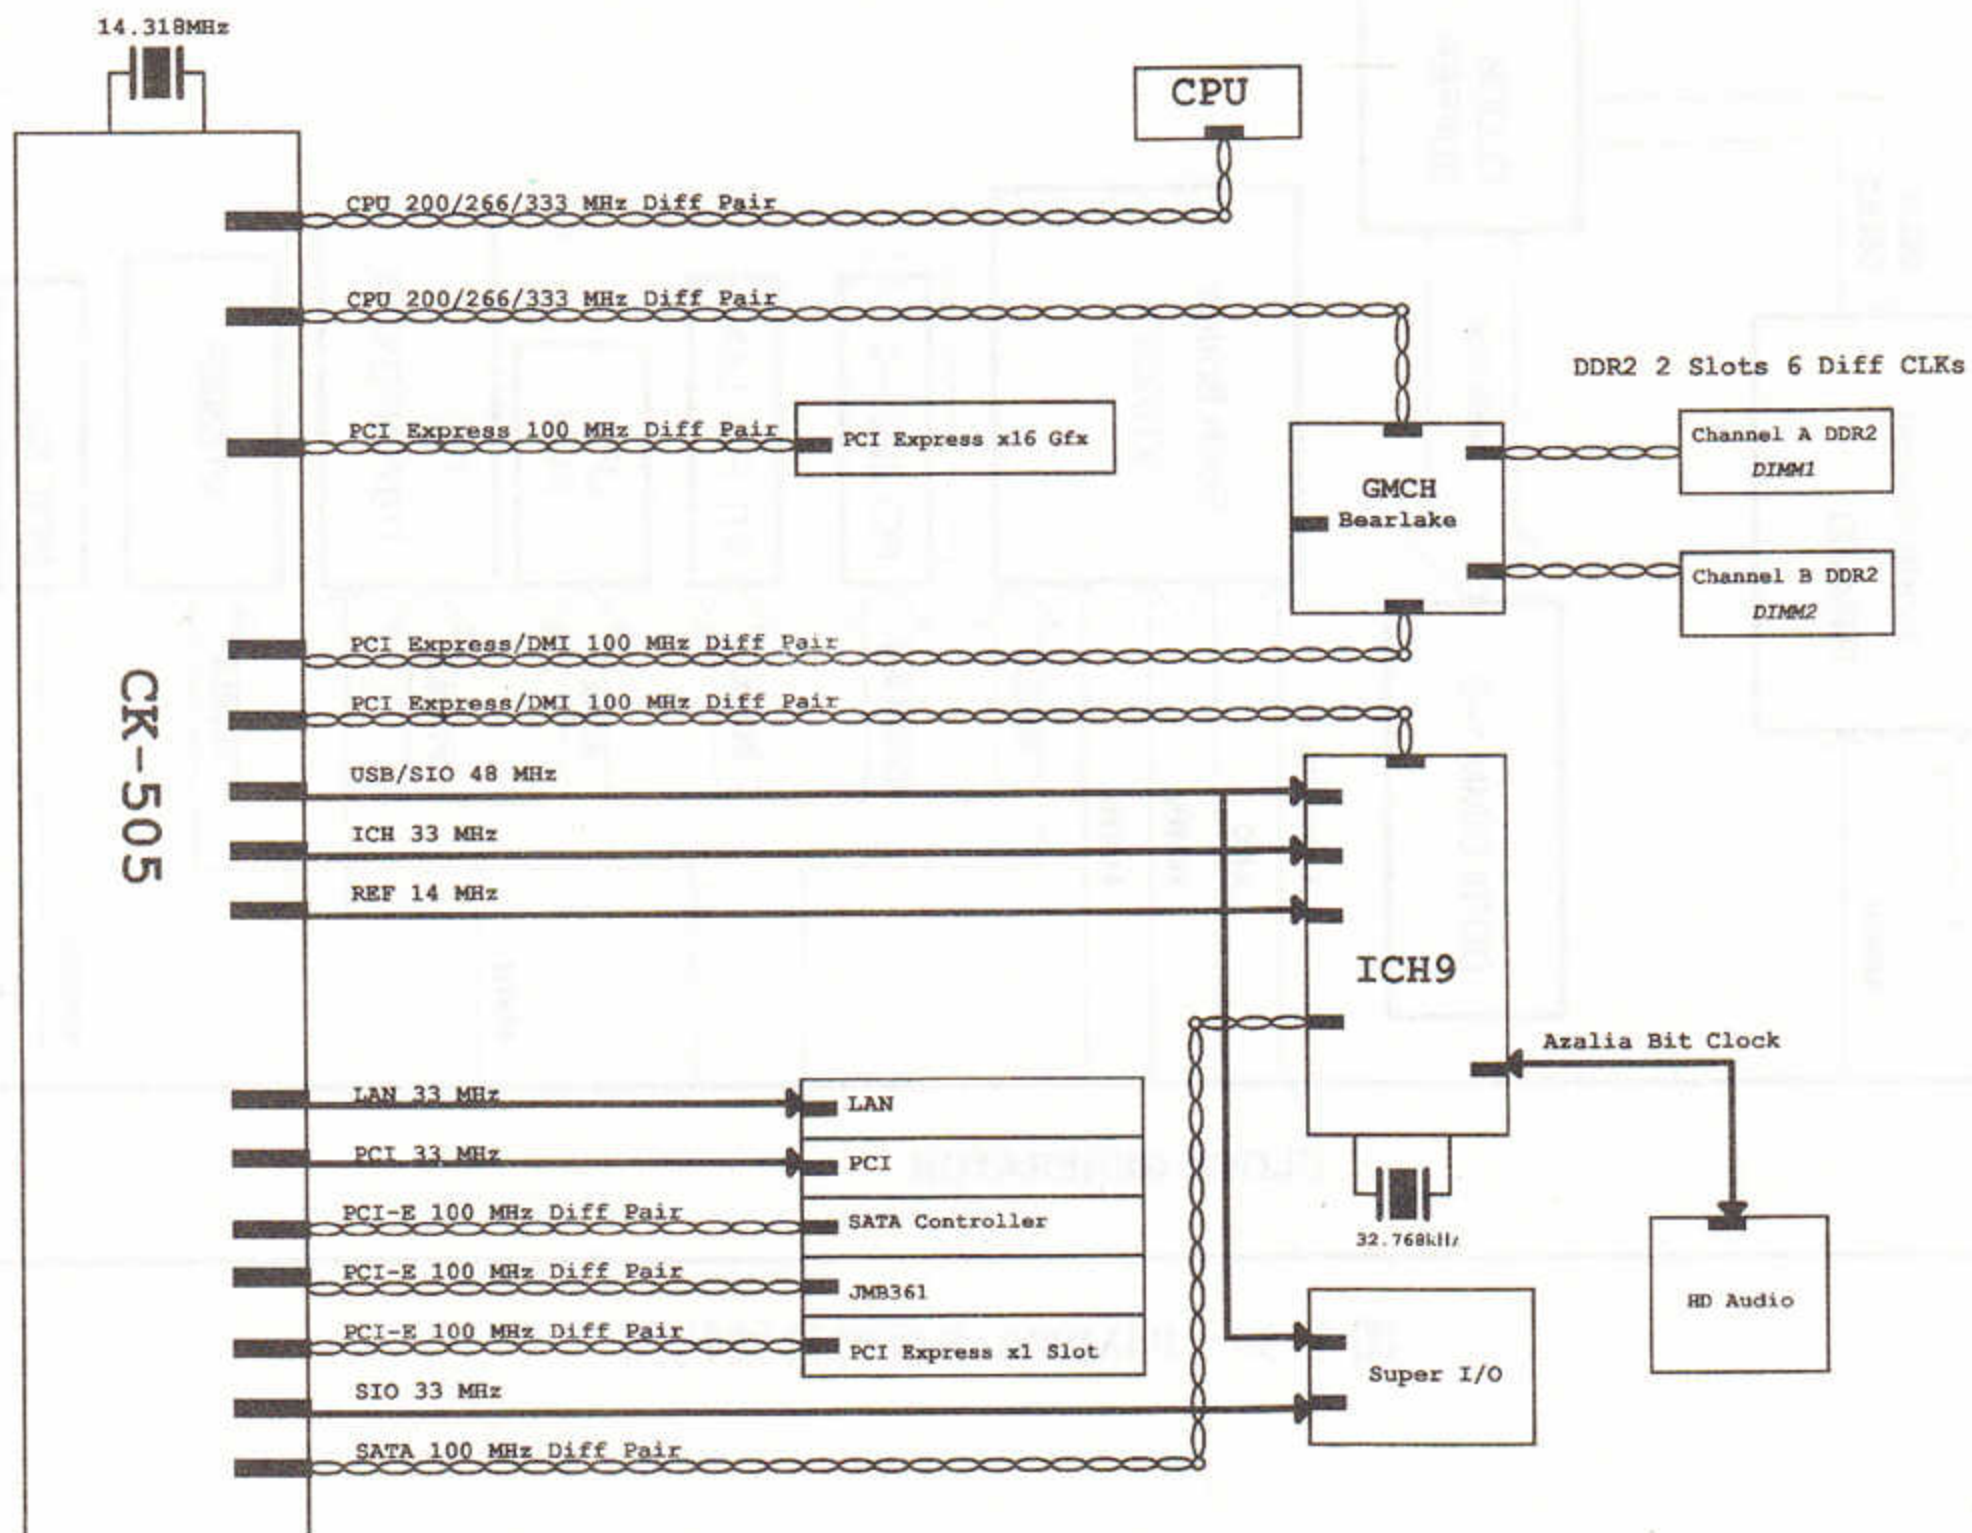 14.318MHz
CPU
CPU 200/266/333 MHz Diff Pair
CPU 200/266/333 MHz Diff Pair
DDR2 2 Slots 6 Diff CLKs
PCI Express 100 MHz Diff Pair
PCI Express x16 Gfx
Channel A DDR2
DIMM1
GMCH
Bearlake
Channel B DDR2
DIMM2
PCI Express/DMI 100 MHz Diff Pair
PCI Express/DMI 100 MHz Diff Pair
CK-505
USB/SIO 48 MHz
ICH 33 MHz
REF 14 MHz
ICH9
Azalia Bit Clock
LAN 33 MHz
LAN
PCI 33 MHz
PCI
PCI-E 100 MHz Diff Pair
SATA Controller
32.768kHz
PCI-E 100 MHz Diff Pair
JMB361
HD Audio
PCI-E 100 MHz Diff Pair
PCI Express x1 Slot
Super I/O
SIO 33 MHz
SATA 100 MHz Diff Pair